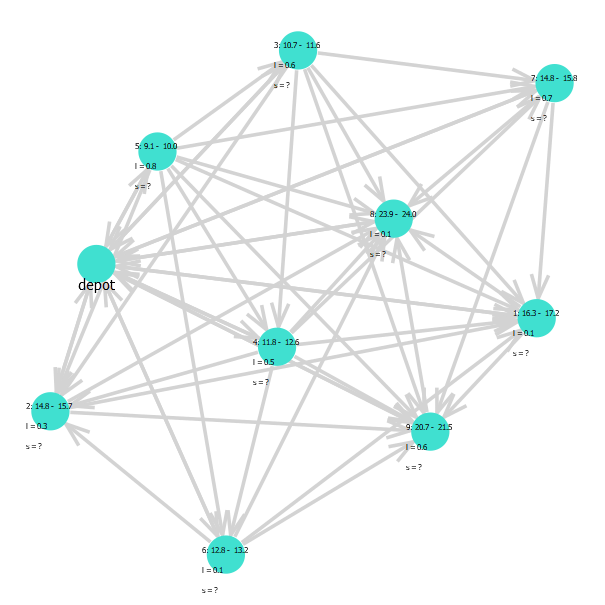 3: 10.7 - 11.6
l = 0.6
s = ?
7: 14.8 - 15.8
l = 0.7
s = ?
5: 9.1 - 10.0
l = 0.8
s = ?
8: 23.9 - 24.0
l = 0.1
s = ?
depot
1: 16.3 - 17.2
l = 0.1
s = ?
4: 11.8 - 12.6
l = 0.5
s = ?
2: 14.8 - 15.7
l = 0.3
s = ?
9: 20.7 - 21.5
l = 0.6
s = ?
6: 12.8 - 13.2
l = 0.1
s = ?